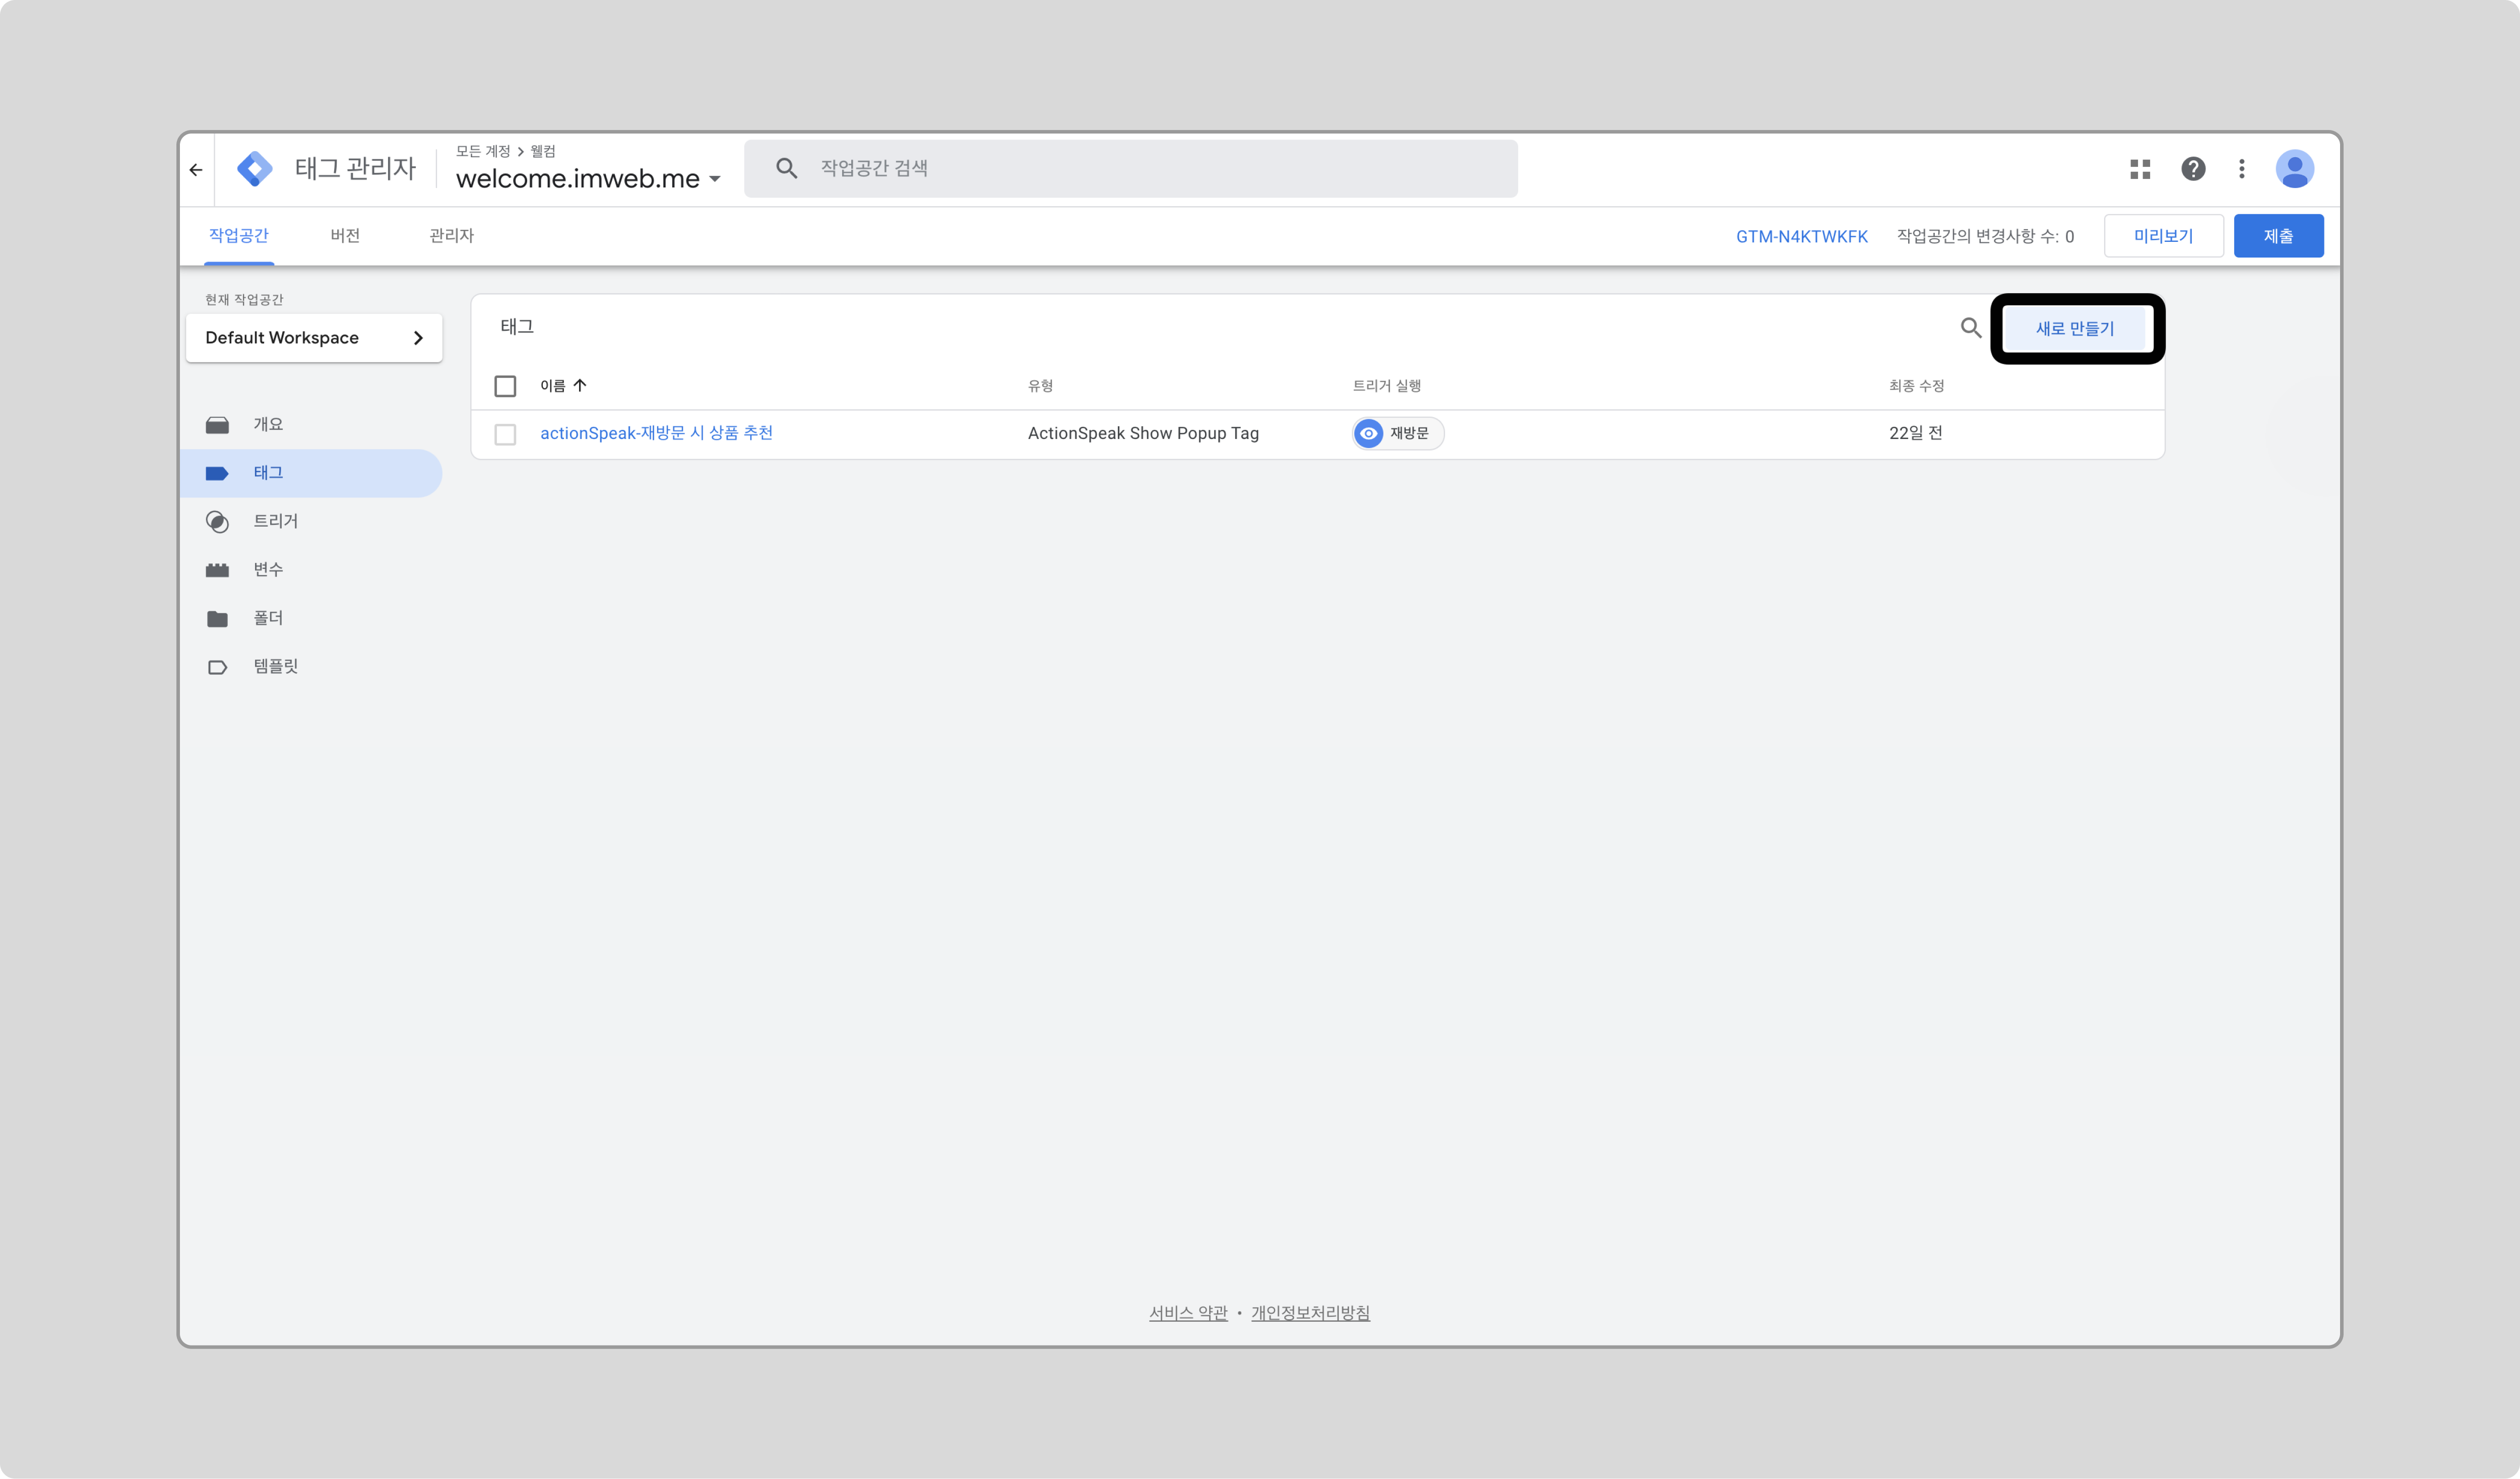 태그 관리자
모든 계정 > 웰컴
welcome.imweb.me
작업공간 검색
작업공간
버전
관리자
GTM-N4KTWKFK
작업공간의 변경사항 수: 0
미리보기
제출
현재 작업공간
Default Workspace
개요
태그
트리거
변수
폴더
템플릿
태그
새로 만들기
이름 유형 트리거 실행 최종 수정
actionSpeak-재방문 시 상품 추천 ActionSpeak Show Popup Tag 재방문 22일 전
서비스 약관 • 개인정보처리방침